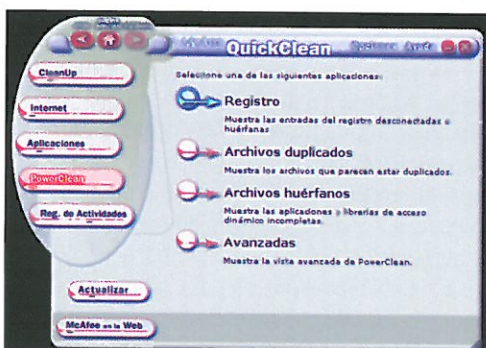 QuickClean
Ayuda
CleanUp
Internet
Aplicaciones
PowerClean
Reg. de Actividades
Actualizar
McAfee en la Web
Seleccione una de las siguientes aplicaciones:
Registro
Muestra las entradas del registro desconectadas o
huérfanas
Archivos duplicados
Muestra los archivos que parecen estar duplicados.
Archivos huérfanos
Muestra las aplicaciones y librerías de acceso
dinámico incompletas.
Avanzadas
Muestra la vista avanzada de PowerClean.